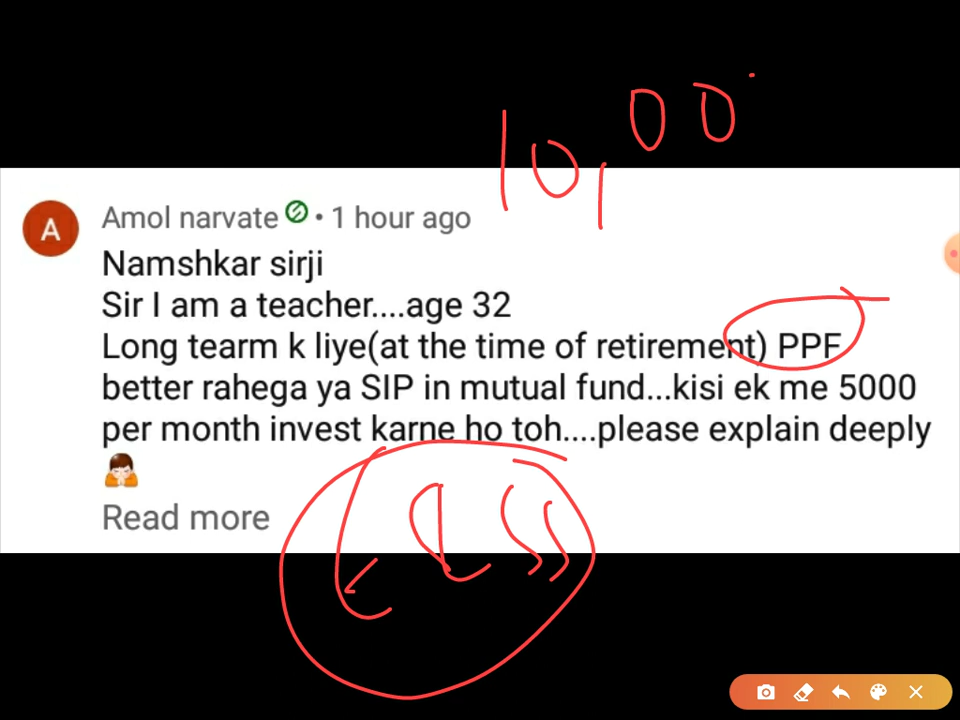 10,00
A
Amol narvate • 1 hour ago
Namshkar sirji
Sir I am a teacher....age 32
Long tearm k liye(at the time of retirement) PPF
better rahega ya SIP in mutual fund...kisi ek me 5000
per month invest karne ho toh....please explain deeply
🙇
Read more